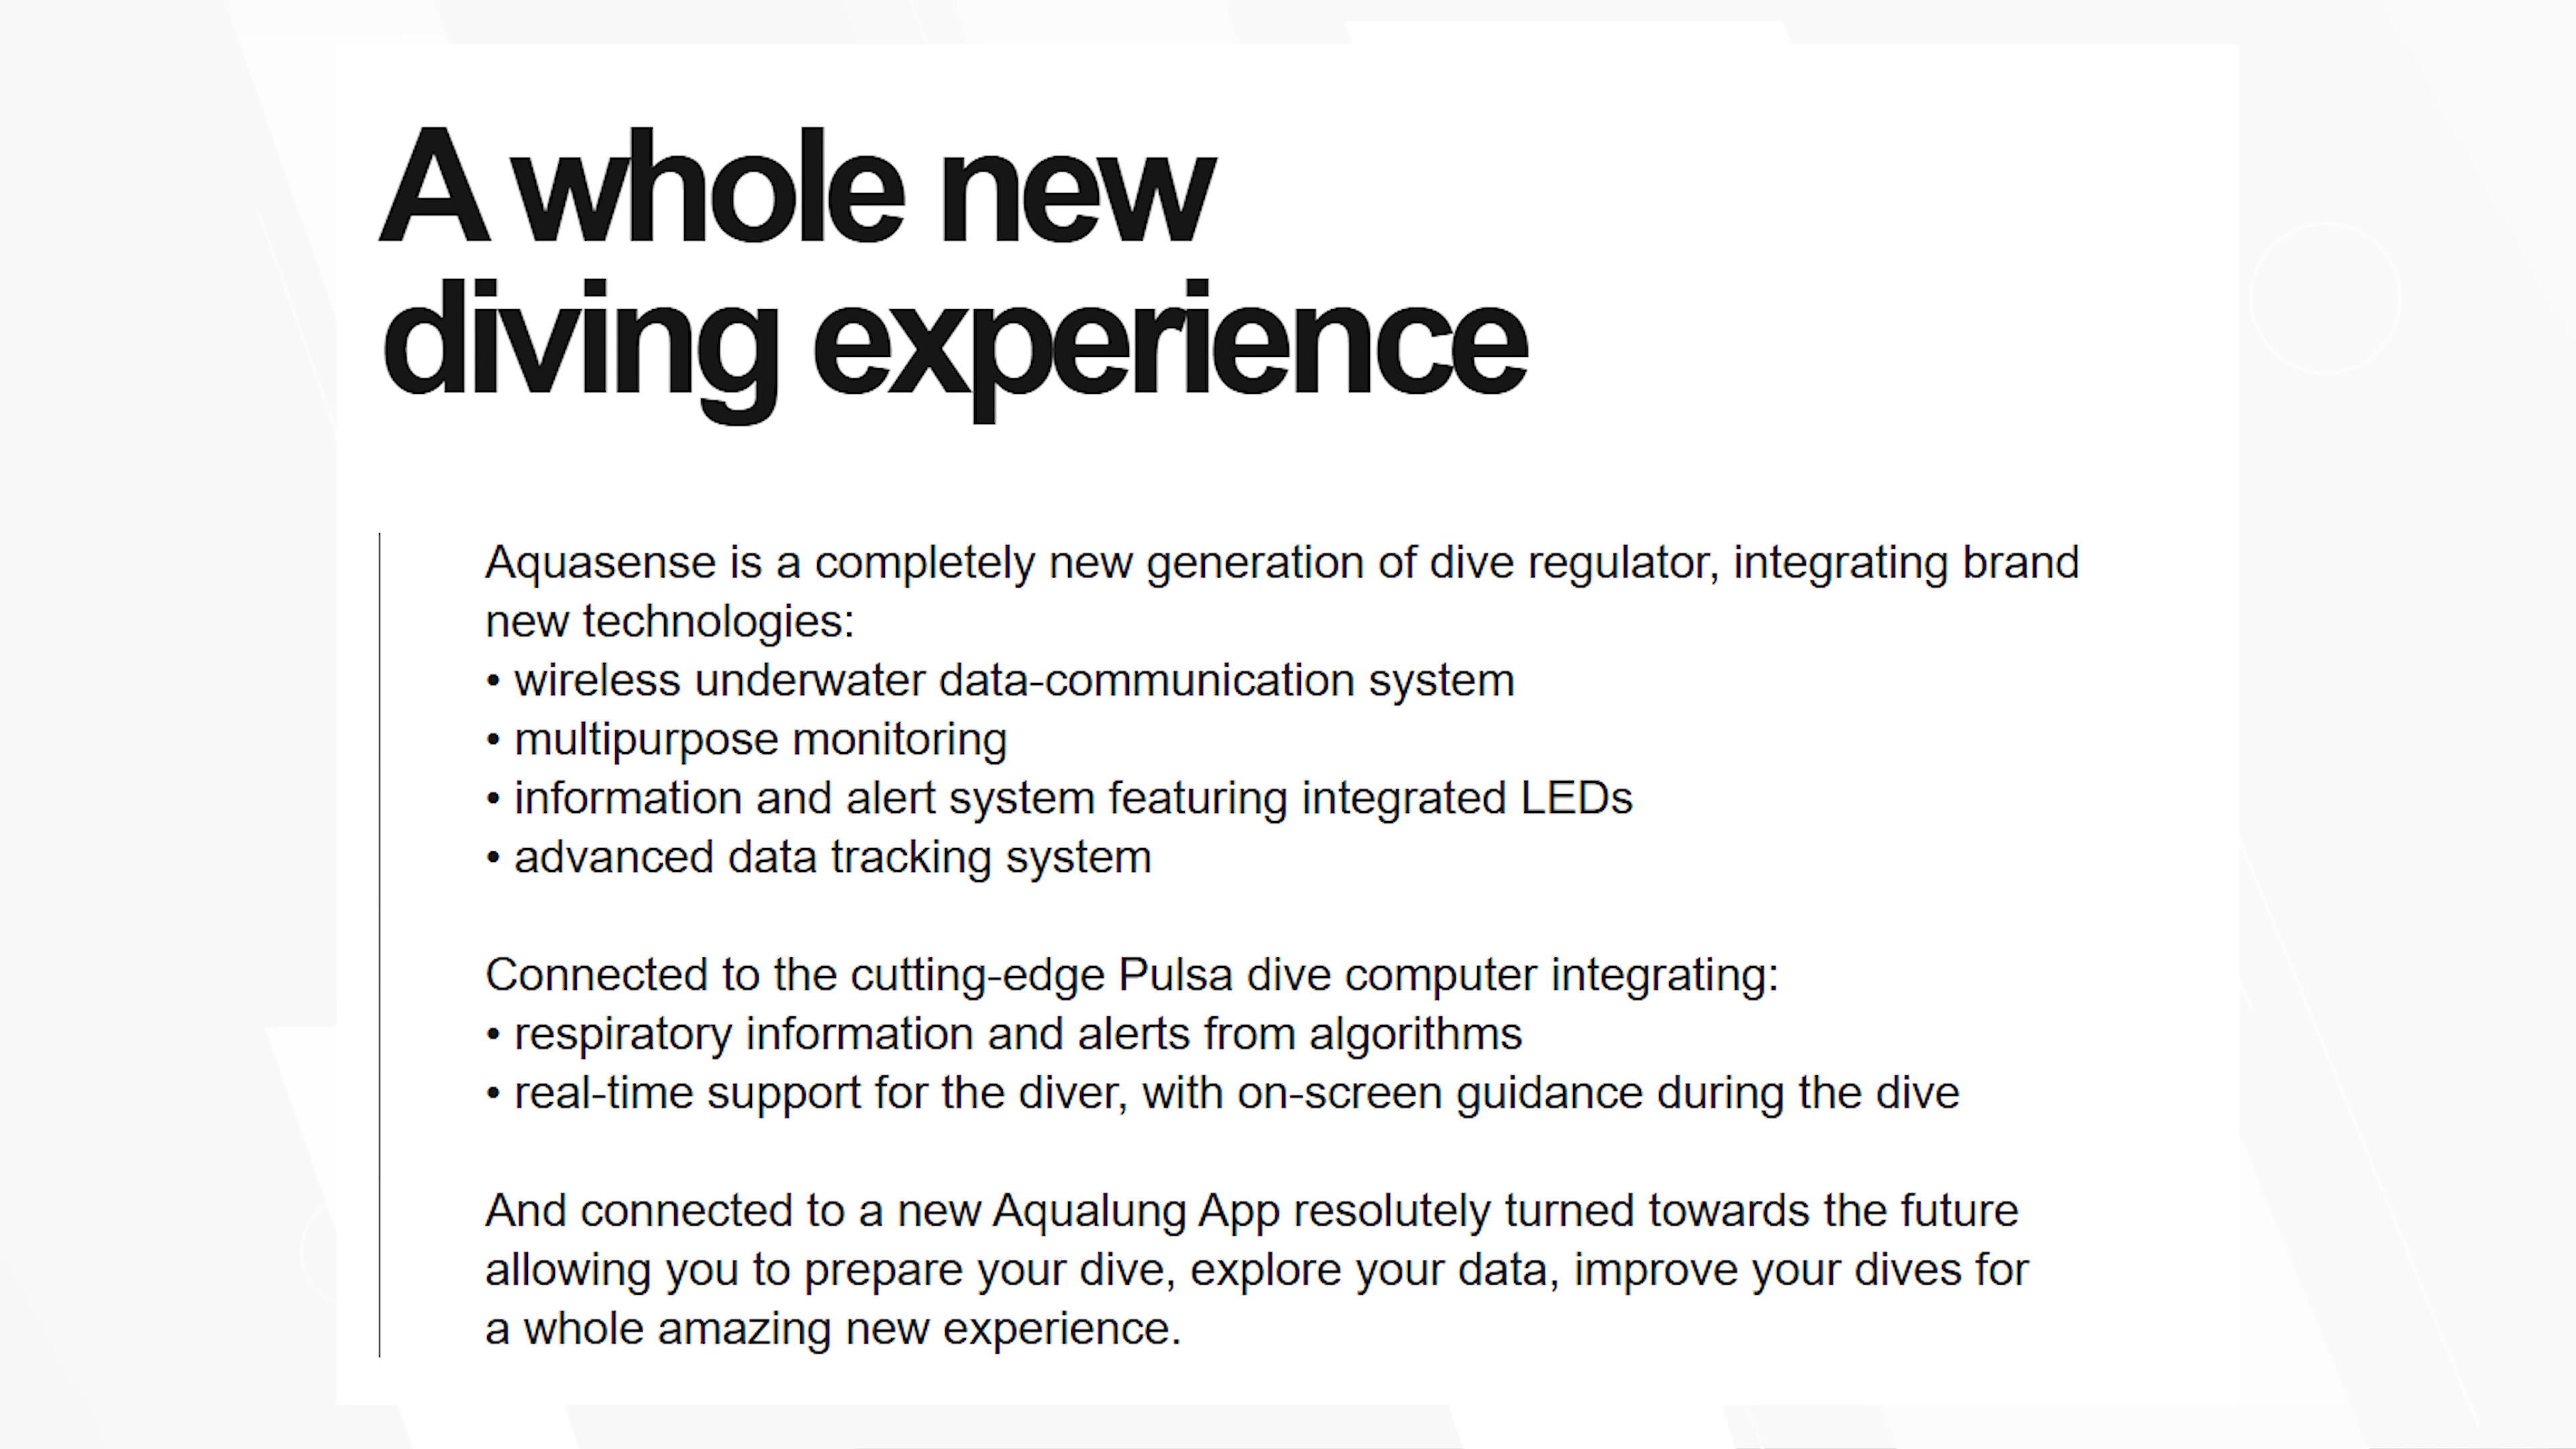 A whole new
diving experience
Aquasense is a completely new generation of dive regulator, integrating brand
new technologies:
• wireless underwater data-communication system
• multipurpose monitoring
• information and alert system featuring integrated LEDs
• advanced data tracking system
Connected to the cutting-edge Pulsa dive computer integrating:
• respiratory information and alerts from algorithms
• real-time support for the diver, with on-screen guidance during the dive
And connected to a new Aqualung App resolutely turned towards the future
allowing you to prepare your dive, explore your data, improve your dives for
a whole amazing new experience.